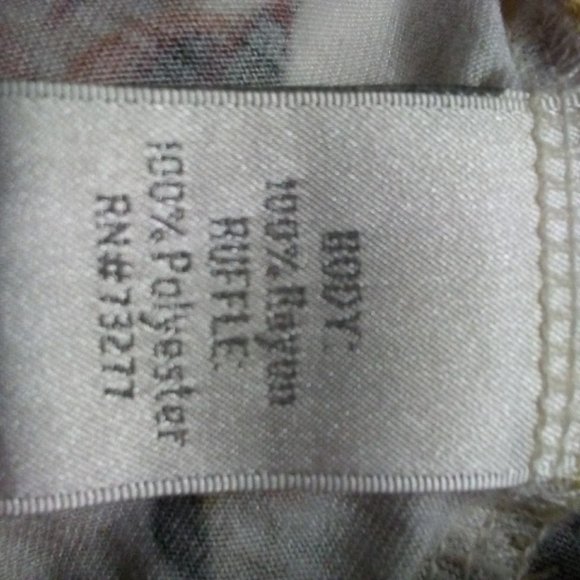 BODY:
100% Rayon
RUFFLE:
100% Polyester
RN#73277